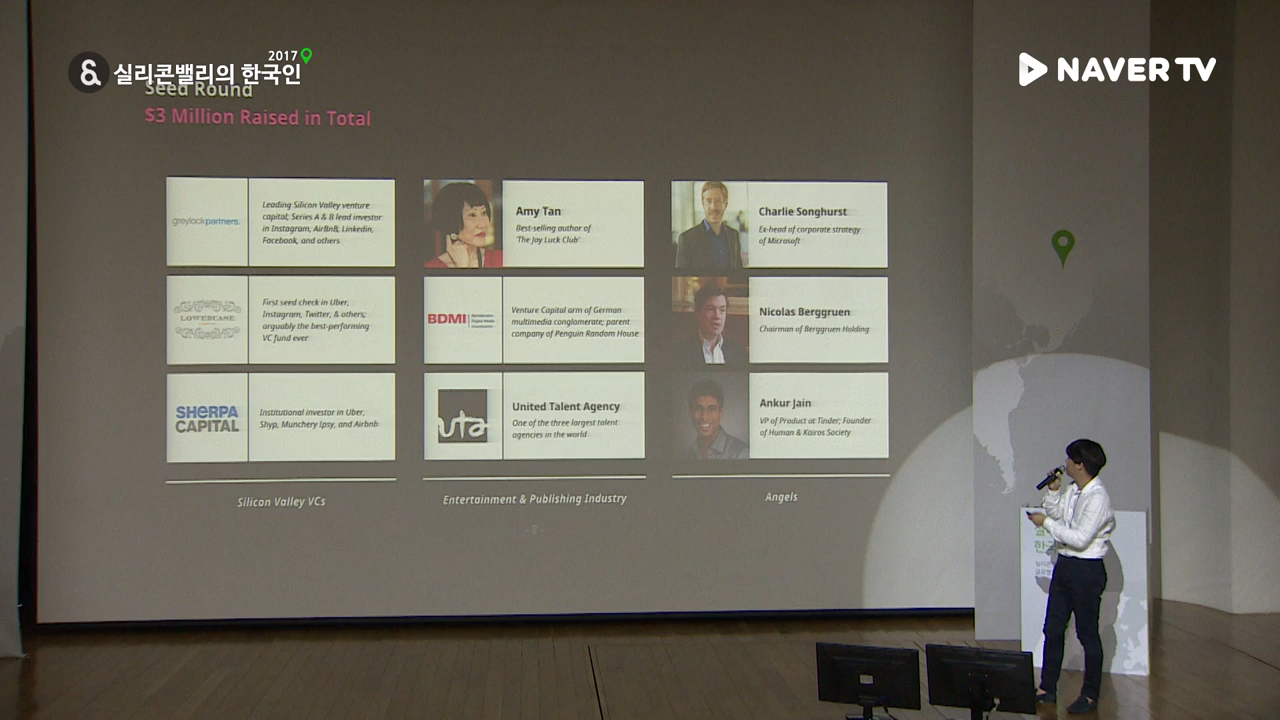 2017
& 실리콘밸리의 한국인
NAVER TV
Seed Round
$3 Million Raised in Total
greylockpartners.
Leading Silicon Valley venture
capital; Series A & B lead investor
in Instagram, AirBnB, Linkedin,
Facebook, and others
LOWERCASE
First seed check in Uber,
Instagram, Twitter, & others;
arguably the best-performing
VC fund ever
SHERPA
CAPITAL
Institutional investor in Uber,
Shyp, Munchery Ipsy, and Airbnb
Silicon Valley VCs
Amy Tan
Best-selling author of
'The Joy Luck Club'
BDMI
Venture Capital arm of German
multimedia conglomerate; parent
company of Penguin Random House
uta
United Talent Agency
One of the three largest talent
agencies in the world
Entertainment & Publishing Industry
Charlie Songhurst
Ex-head of corporate strategy
of Microsoft
Nicolas Berggruen
Chairman of Berggruen Holding
Ankur Jain
VP of Product at Tinder; Founder
of Human & Kairos Society
Angels